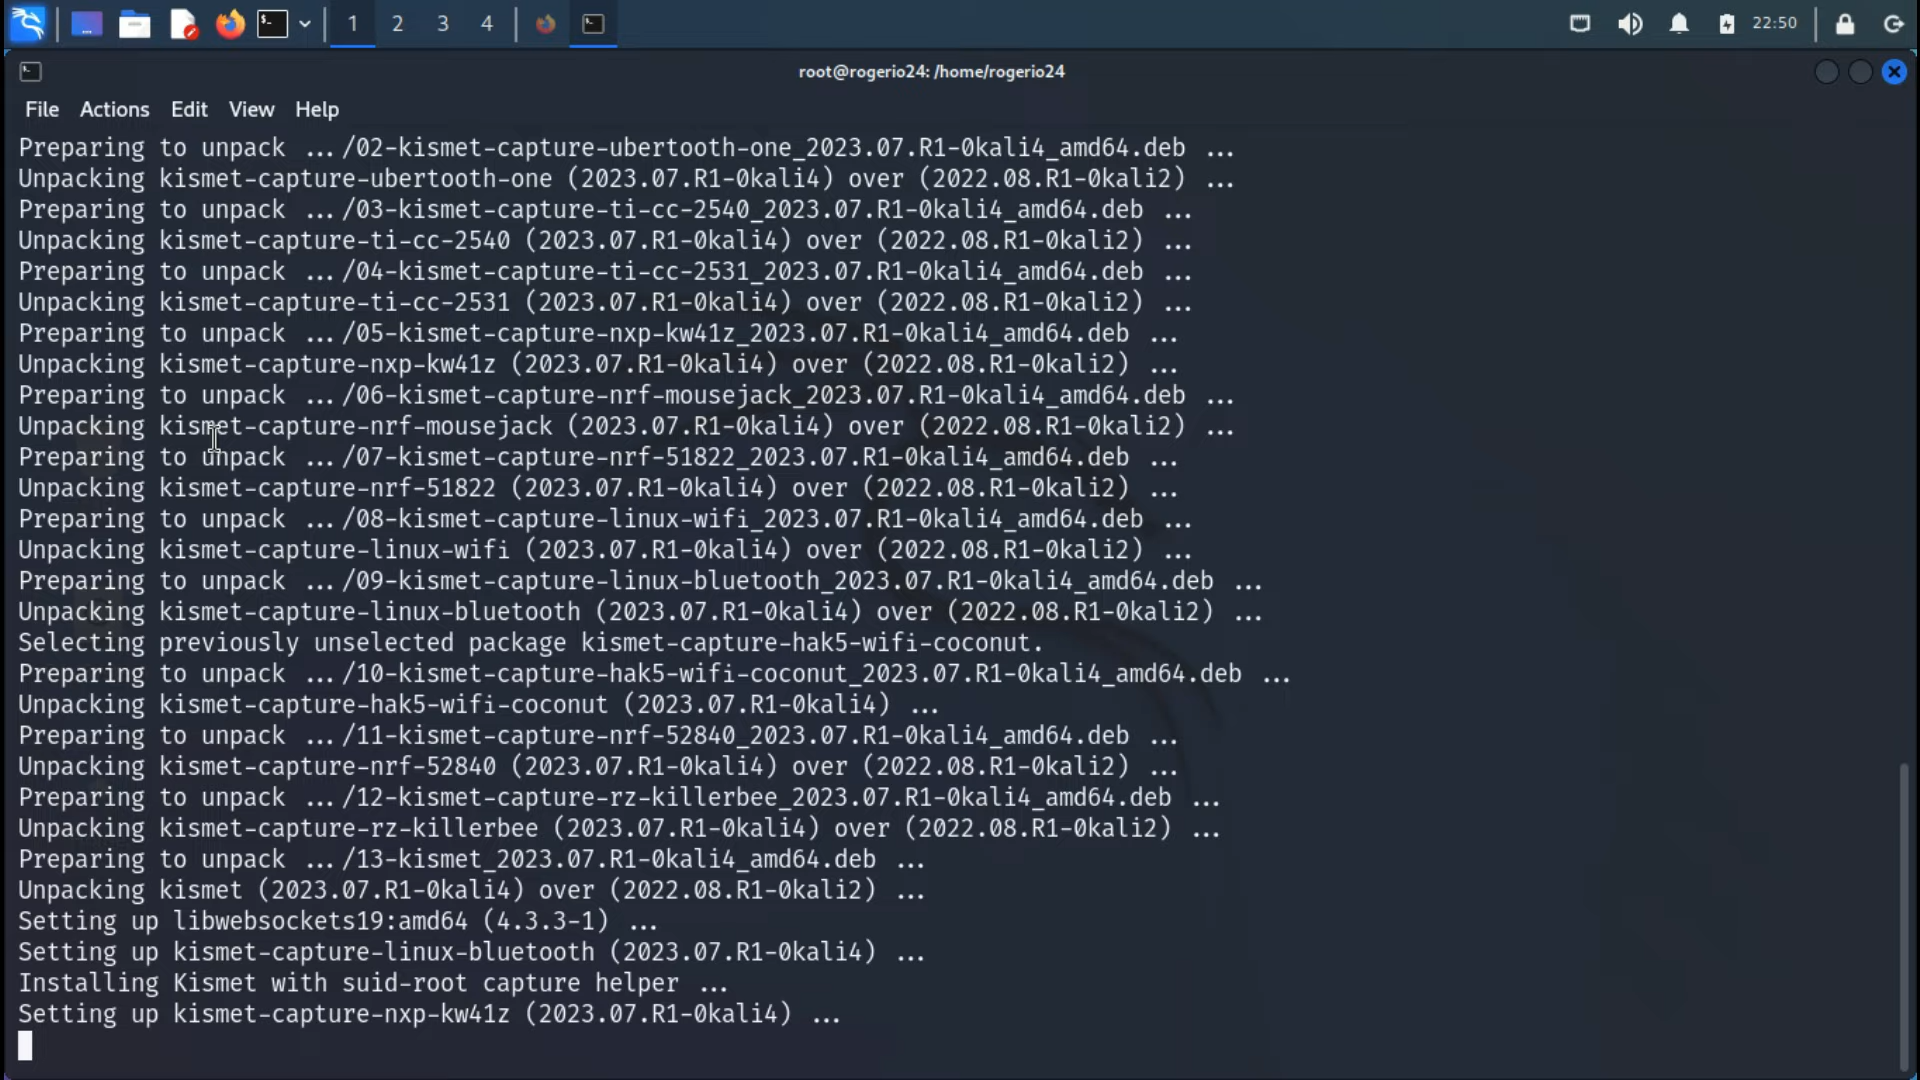 1 2 3 4 22:50
root@rogerio24: /home/rogerio24
File Actions Edit View Help
Preparing to unpack .../02-kismet-capture-ubertooth-one_2023.07.R1-0kali4_amd64.deb ...
Unpacking kismet-capture-ubertooth-one (2023.07.R1-0kali4) over (2022.08.R1-0kali2) ...
Preparing to unpack .../03-kismet-capture-ti-cc-2540_2023.07.R1-0kali4_amd64.deb ...
Unpacking kismet-capture-ti-cc-2540 (2023.07.R1-0kali4) over (2022.08.R1-0kali2) ...
Preparing to unpack .../04-kismet-capture-ti-cc-2531_2023.07.R1-0kali4_amd64.deb ...
Unpacking kismet-capture-ti-cc-2531 (2023.07.R1-0kali4) over (2022.08.R1-0kali2) ...
Preparing to unpack .../05-kismet-capture-nxp-kw41z_2023.07.R1-0kali4_amd64.deb ...
Unpacking kismet-capture-nxp-kw41z (2023.07.R1-0kali4) over (2022.08.R1-0kali2) ...
Preparing to unpack .../06-kismet-capture-nrf-mousejack_2023.07.R1-0kali4_amd64.deb ...
Unpacking kismet-capture-nrf-mousejack (2023.07.R1-0kali4) over (2022.08.R1-0kali2) ...
Preparing to unpack .../07-kismet-capture-nrf-51822_2023.07.R1-0kali4_amd64.deb ...
Unpacking kismet-capture-nrf-51822 (2023.07.R1-0kali4) over (2022.08.R1-0kali2) ...
Preparing to unpack .../08-kismet-capture-linux-wifi_2023.07.R1-0kali4_amd64.deb ...
Unpacking kismet-capture-linux-wifi (2023.07.R1-0kali4) over (2022.08.R1-0kali2) ...
Preparing to unpack .../09-kismet-capture-linux-bluetooth_2023.07.R1-0kali4_amd64.deb ...
Unpacking kismet-capture-linux-bluetooth (2023.07.R1-0kali4) over (2022.08.R1-0kali2) ...
Selecting previously unselected package kismet-capture-hak5-wifi-coconut.
Preparing to unpack .../10-kismet-capture-hak5-wifi-coconut_2023.07.R1-0kali4_amd64.deb ...
Unpacking kismet-capture-hak5-wifi-coconut (2023.07.R1-0kali4) ...
Preparing to unpack .../11-kismet-capture-nrf-52840_2023.07.R1-0kali4_amd64.deb ...
Unpacking kismet-capture-nrf-52840 (2023.07.R1-0kali4) over (2022.08.R1-0kali2) ...
Preparing to unpack .../12-kismet-capture-rz-killerbee_2023.07.R1-0kali4_amd64.deb ...
Unpacking kismet-capture-rz-killerbee (2023.07.R1-0kali4) over (2022.08.R1-0kali2) ...
Preparing to unpack .../13-kismet_2023.07.R1-0kali4_amd64.deb ...
Unpacking kismet (2023.07.R1-0kali4) over (2022.08.R1-0kali2) ...
Setting up libwebsockets19:amd64 (4.3.3-1) ...
Setting up kismet-capture-linux-bluetooth (2023.07.R1-0kali4) ...
Installing Kismet with suid-root capture helper ...
Setting up kismet-capture-nxp-kw41z (2023.07.R1-0kali4) ...